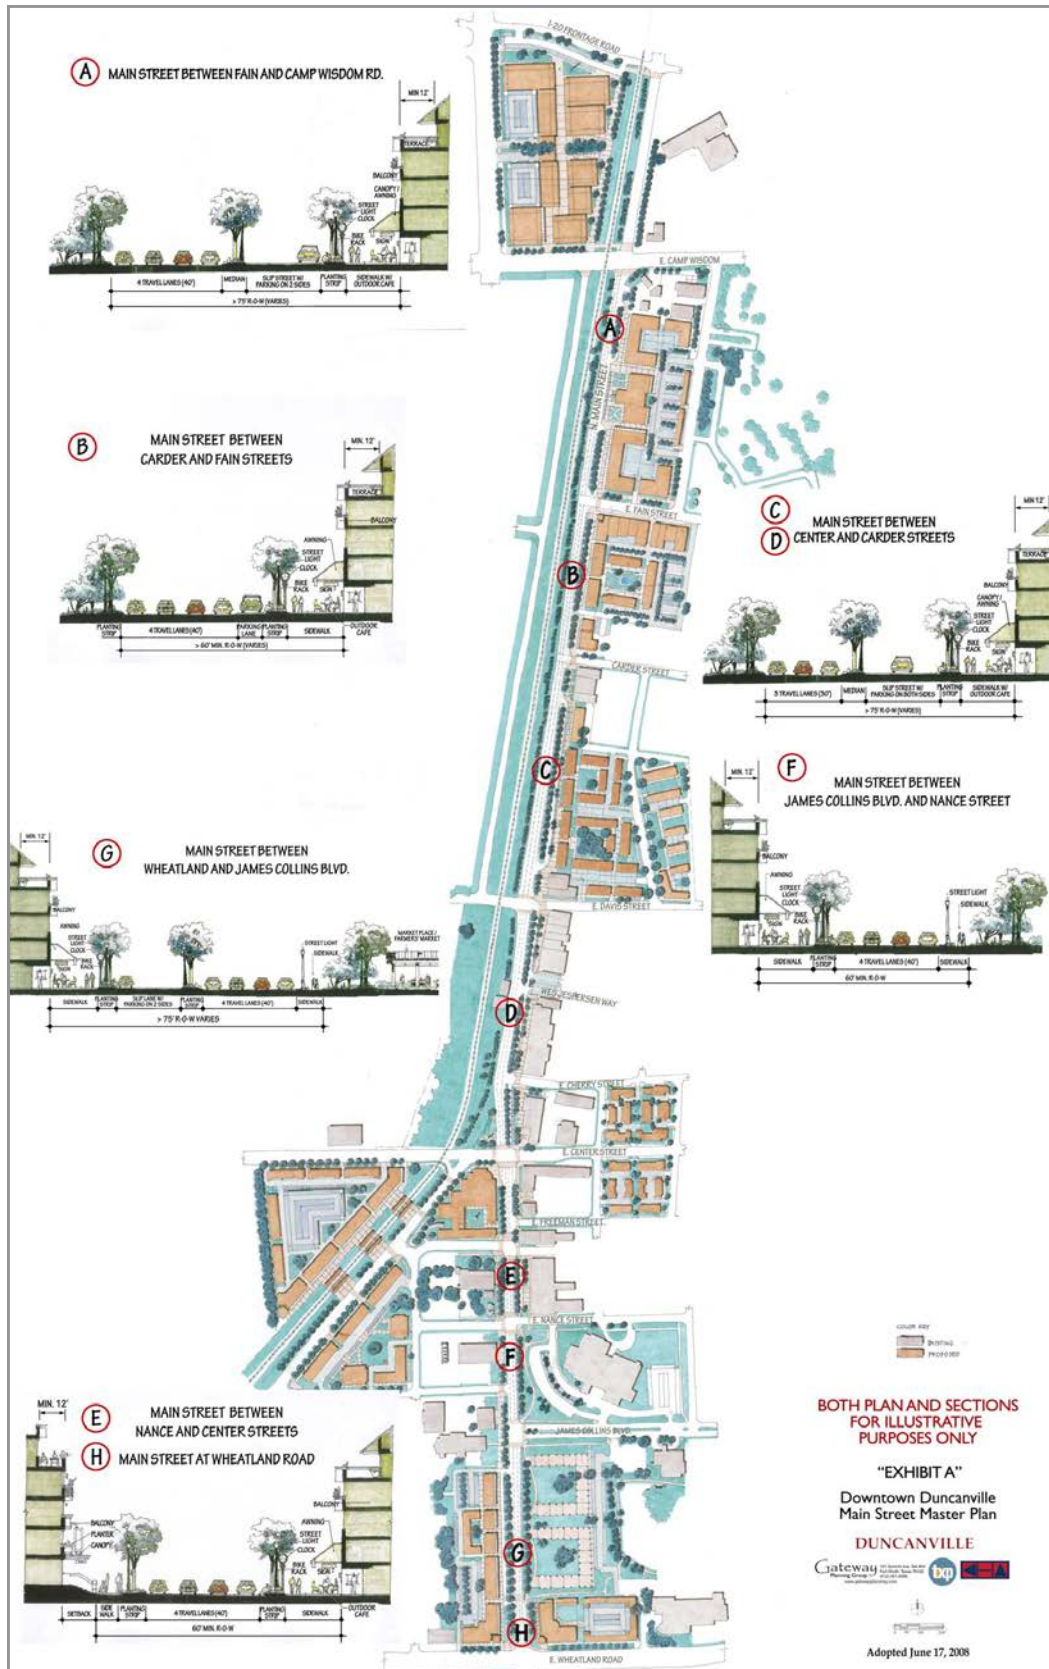 A MAIN STREET BETWEEN FAIN AND CAMP WISDOM RD.
MIN 12'
TERRACE
BALCONY
CANOPY /
AWNING
STREET
LIGHT
CLOCK
BIKE
RACK
SIGN
4 TRAVEL LANES (40')
MEDIAN
SLIP STREET W/
PARKING ON 2 SIDES
PLANTING
STRIP
SIDEWALK W/
OUTDOOR CAFE
> 75' R-O-W (VARIES)
I-20 FRONTAGE ROAD
E. CAMP WISDOM
A
N. MAIN STREET
E. FAIN STREET
B
CARDER STREET
C
E. DAVIS STREET
D
E. CHERRY STREET
E. CENTER STREET
E. FREEMAN STREET
E
E. NANCE STREET
F
JAMES COLLINS BLVD.
G
H
E. WHEATLAND ROAD
B
MAIN STREET BETWEEN
CARDER AND FAIN STREETS
MIN. 12'
TERRACE
BALCONY
AWNING
STREET
LIGHT
CLOCK
BIKE
RACK
SIGN
PLANTING
STRIP
4 TRAVEL LANES (40')
PARKING
LANE
PLANTING
STRIP
SIDEWALK
OUTDOOR
CAFE
> 60' MIN. R-O-W (VARIES)
C
D
MAIN STREET BETWEEN
CENTER AND CARDER STREETS
MIN 12'
TERRACE
BALCONY
CANOPY /
AWNING
STREET
LIGHT
CLOCK
BIKE
RACK
SIGN
3 TRAVEL LANES (30')
MEDIAN
SLIP STREET W/
PARKING ON BOTH SIDES
PLANTING
STRIP
SIDEWALK W/
OUTDOOR CAFE
> 75' R-O-W (VARIES)
F
MAIN STREET BETWEEN
JAMES COLLINS BLVD. AND NANCE STREET
MIN. 12'
BALCONY
AWNING
STREET
LIGHT
CLOCK
BIKE
RACK
SIGN
STREET LIGHT
SIDEWALK
SIDEWALK
PLANTING
STRIP
4 TRAVEL LANES (40')
SIDEWALK
60' MIN. R-O-W
G
MAIN STREET BETWEEN
WHEATLAND AND JAMES COLLINS BLVD.
MIN. 12'
BALCONY
AWNING
STREET
LIGHT
CLOCK
SIGN
BIKE
RACK
STREET LIGHT
SIDEWALK
MARKET PLACE /
FARMERS' MARKET
SIDEWALK
PLANTING
STRIP
SLIP LANE W/
PARKING ON 2 SIDES
PLANTING
STRIP
4 TRAVEL LANES (40')
SIDEWALK
> 75' R-O-W VARIES
E
MAIN STREET BETWEEN
NANCE AND CENTER STREETS
H MAIN STREET AT WHEATLAND ROAD
MIN. 12'
BALCONY
PLANTER
CANOPY
BALCONY
AWNING
STREET
LIGHT
CLOCK
BIKE
RACK
SIGN
SETBACK
SIDE
WALK
PLANTING
STRIP
4 TRAVEL LANES (40')
PLANTING
STRIP
SIDEWALK
OUTDOOR
CAFE
60' MIN. R-O-W
COLOR KEY
EXISTING
PROPOSED
BOTH PLAN AND SECTIONS
FOR ILLUSTRATIVE
PURPOSES ONLY
"EXHIBIT A"
Downtown Duncanville
Main Street Master Plan
DUNCANVILLE
Gateway
Planning Group
txp
Adopted June 17, 2008